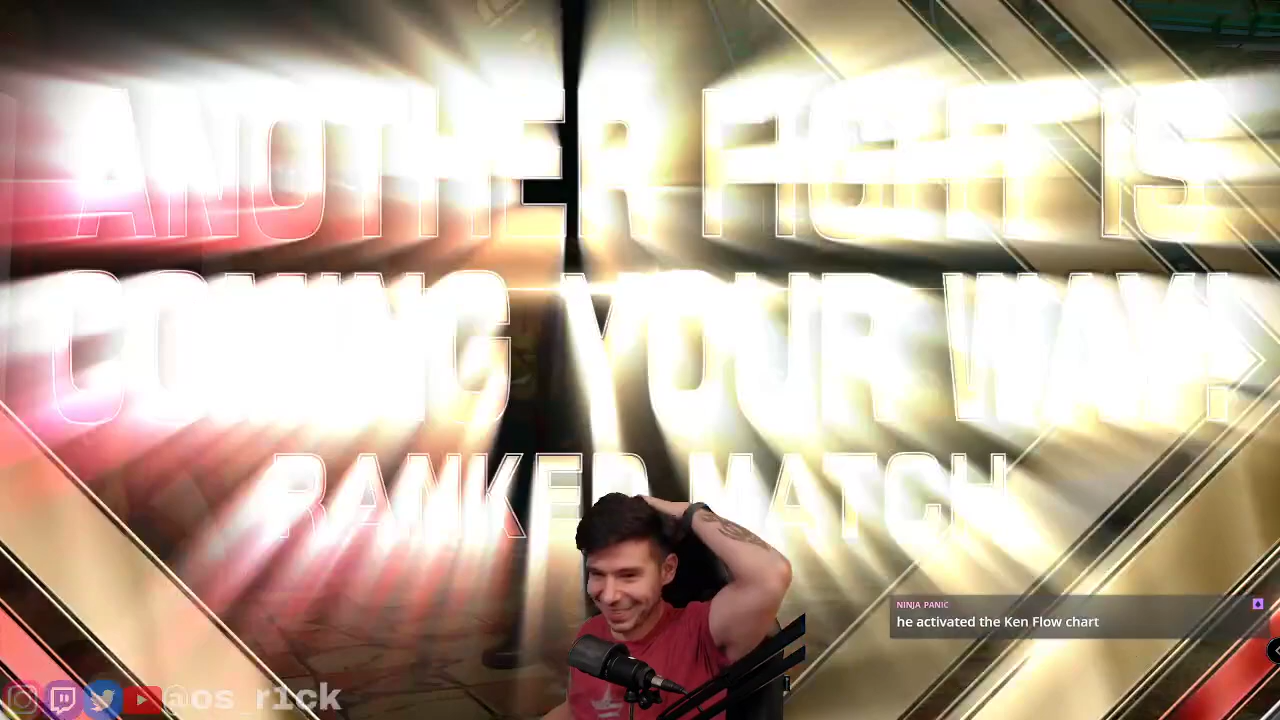 ANOTHER FIGHT IS
COMING YOUR WAY!
RANKED MATCH
NINJA PANIC
he activated the Ken Flow chart
@os_r1ck